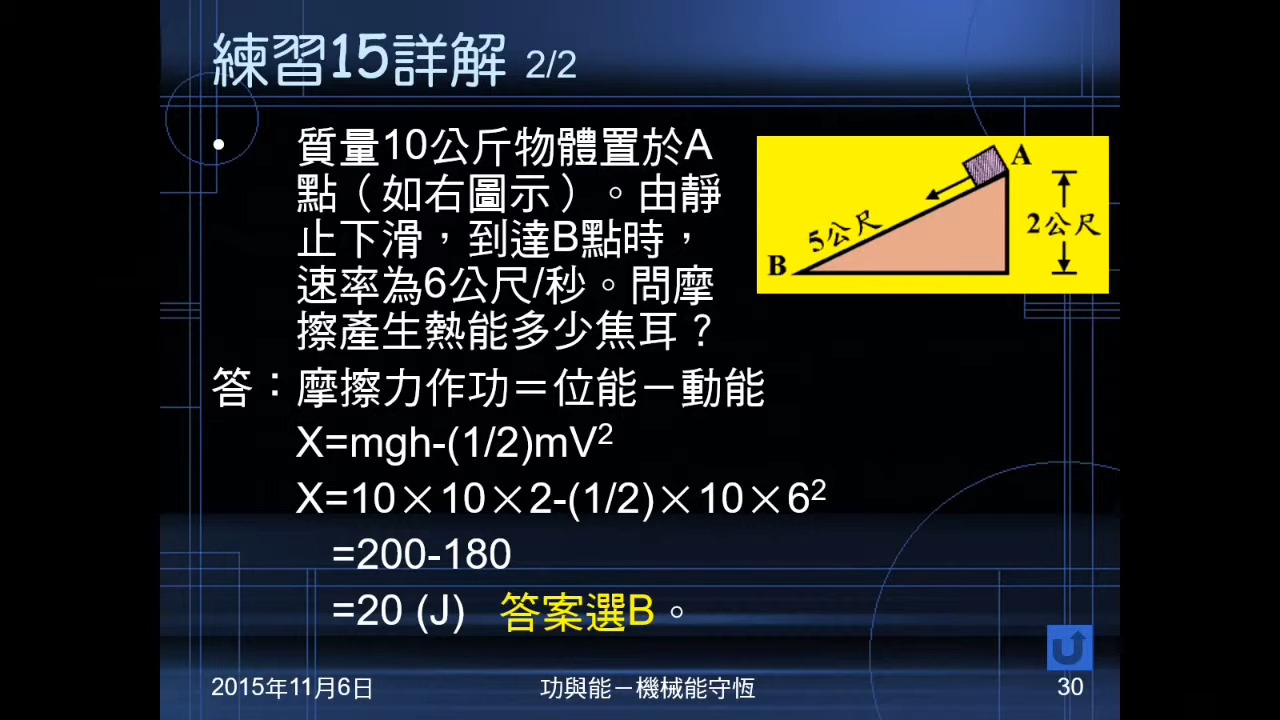 練習15詳解 2/2
• 質量10公斤物體置於A
點（如右圖示）。由靜
止下滑，到達B點時，
速率為6公尺/秒。問摩
擦產生熱能多少焦耳？
A
5公尺
2公尺
B
答：摩擦力作功＝位能－動能
X=mgh-(1/2)mV²
X=10×10×2-(1/2)×10×6²
=200-180
=20 (J) 答案選B。
2015年11月6日
功與能－機械能守恆
30